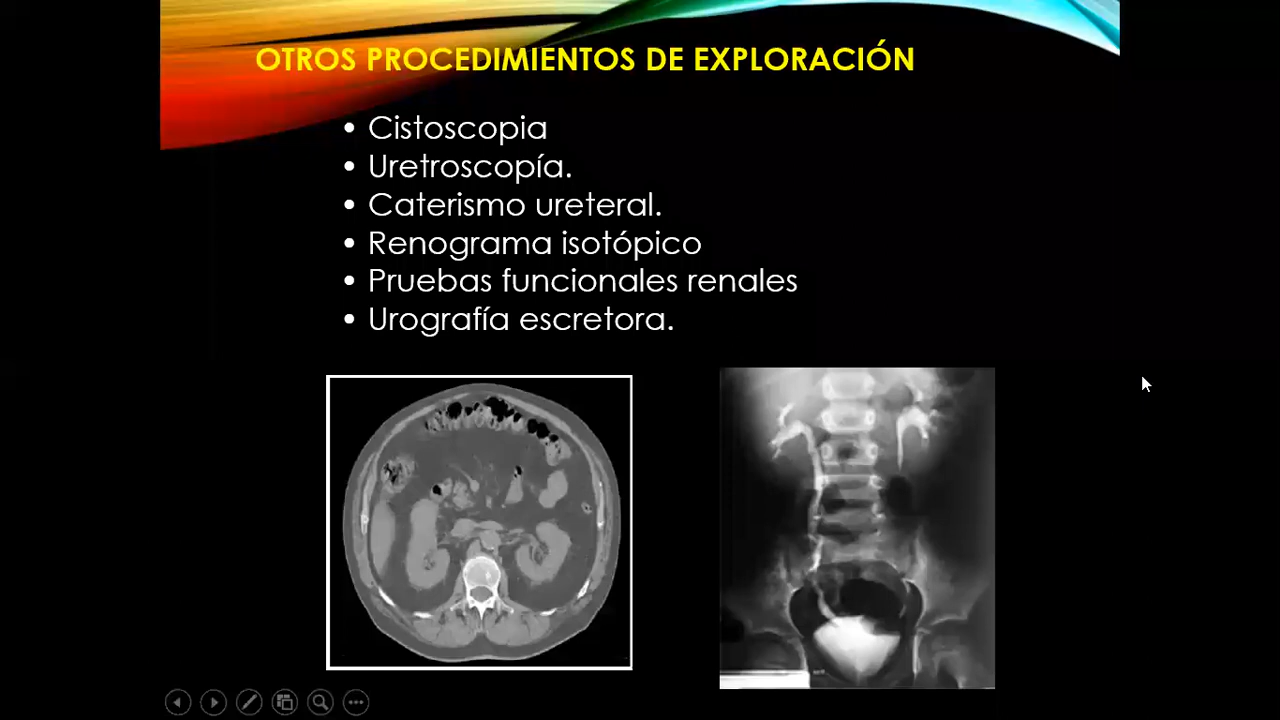 OTROS PROCEDIMIENTOS DE EXPLORACIÓN
• Cistoscopia
• Uretroscopía.
• Caterismo ureteral.
• Renograma isotópico
• Pruebas funcionales renales
• Urografía escretora.